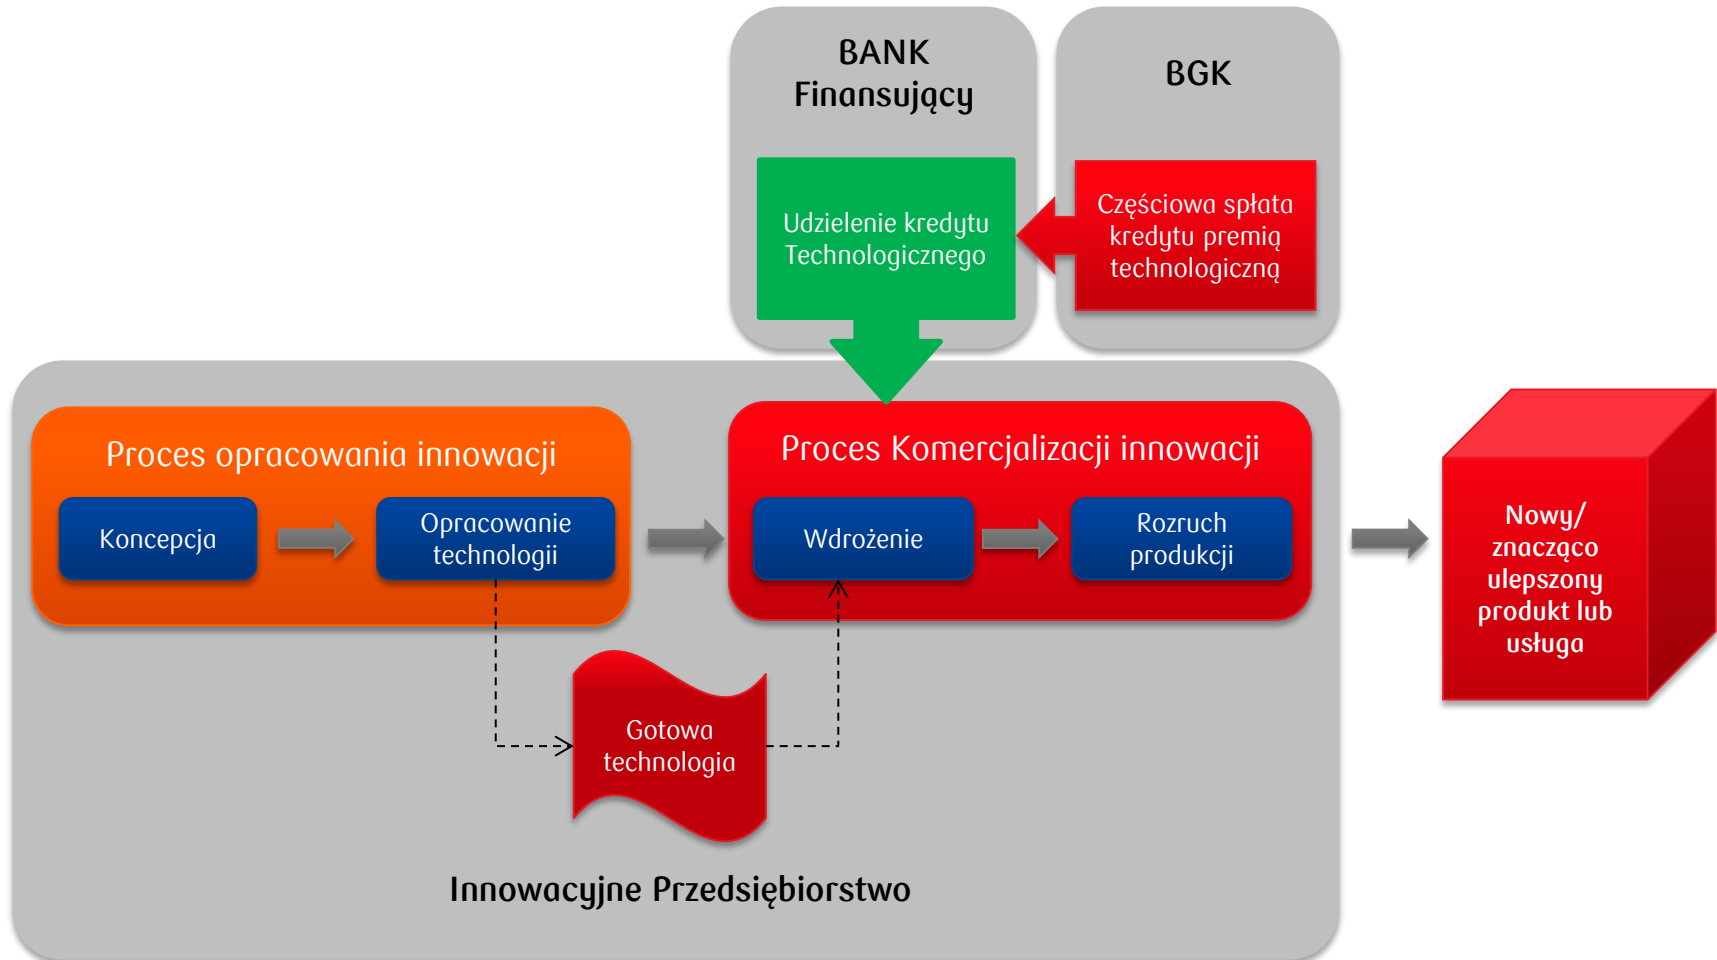 BANK
Finansujący
BGK
Udzielenie kredytu
Technologicznego
Częściowa spłata
kredytu premią
technologiczną
Proces opracowania innowacji
Koncepcja
Opracowanie
technologii
Proces Komercjalizacji innowacji
Wdrożenie
Rozruch
produkcji
Nowy/
znacząco
ulepszony
produkt lub
usługa
Gotowa
technologia
Innowacyjne Przedsiębiorstwo